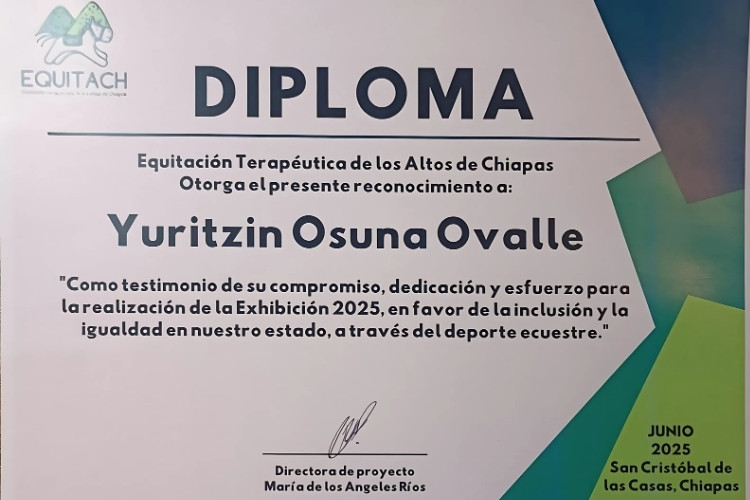 EQUITACH
DIPLOMA
Equitación Terapéutica de los Altos de Chiapas
Otorga el presente reconocimiento a:
Yuritzin Osuna Ovalle
"Como testimonio de su compromiso, dedicación y esfuerzo para
la realización de la Exhibición 2025, en favor de la inclusión y la
igualdad en nuestro estado, a través del deporte ecuestre."
Directora de proyecto
María de los Angeles Ríos
JUNIO
2025
San Cristóbal de
las Casas, Chiapas